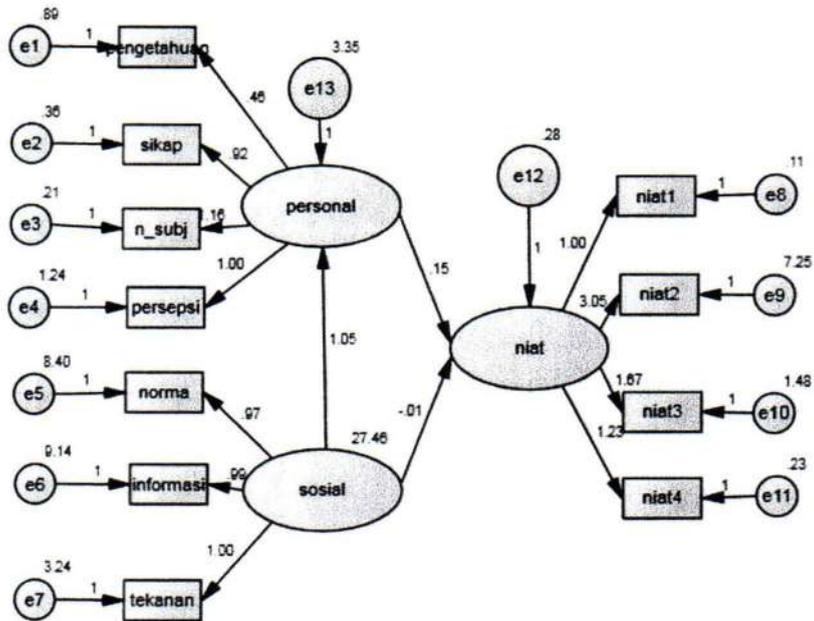 .89
e1
1
pengetahuan
.46
.36
e2
1
sikap
.92
.21
e3
1
n_subj
1.16
1.24
e4
1
persepsi
1.00
3.35
e13
1
personal
8.40
e5
1
norma
.97
9.14
e6
1
informasi
.99
3.24
e7
1
tekanan
1.00
1.05
27.46
sosial
.15
-.01
.28
e12
1
niat
1.00
niat1
1
.11
e8
3.05
niat2
1
7.25
e9
1.67
niat3
1
1.48
e10
1.23
niat4
1
.23
e11